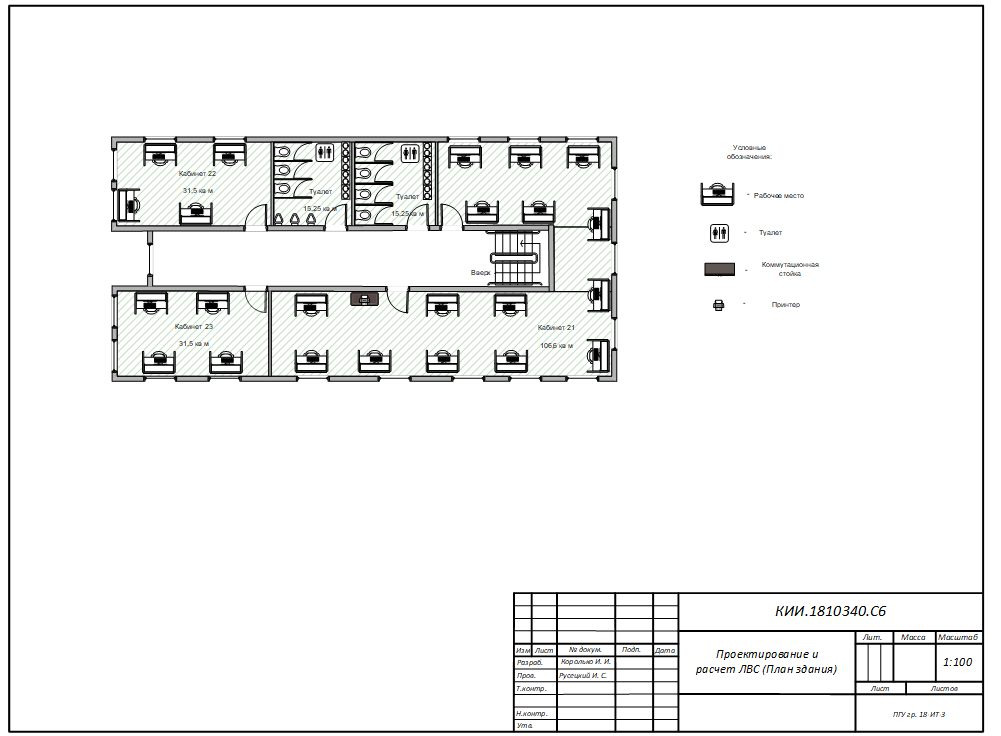 Кабинет 22
31,5 кв м
Туалет
15,25 кв м
Туалет
15,25кв м
Вверх
Кабинет 23
31,5 кв м
Кабинет 21
106,6 кв м
Условные
обозначения:
- Рабочее место
- Туалет
- Коммутационная
стойка
- Принтер
КИИ.1810340.С6
Изм Лист № докум. Подп. Дата
Разраб. Королько И. И.
Пров. Русецкий И. С.
Т.контр.
Н.контр.
Утв.
Проектирование и
расчет ЛВС (План здания)
Лит. Масса Масштаб
1:100
Лист Листов
ПГУ гр. 18-ИТ-3